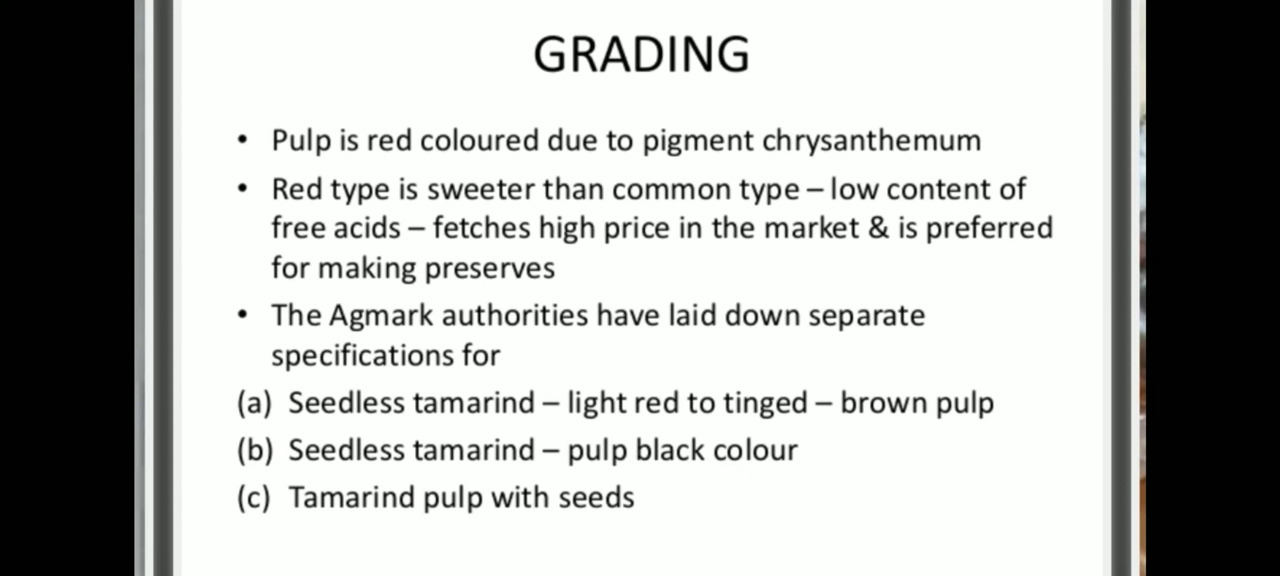 GRADING
• Pulp is red coloured due to pigment chrysanthemum
• Red type is sweeter than common type – low content of
free acids – fetches high price in the market & is preferred
for making preserves
• The Agmark authorities have laid down separate
specifications for
(a) Seedless tamarind – light red to tinged – brown pulp
(b) Seedless tamarind – pulp black colour
(c) Tamarind pulp with seeds